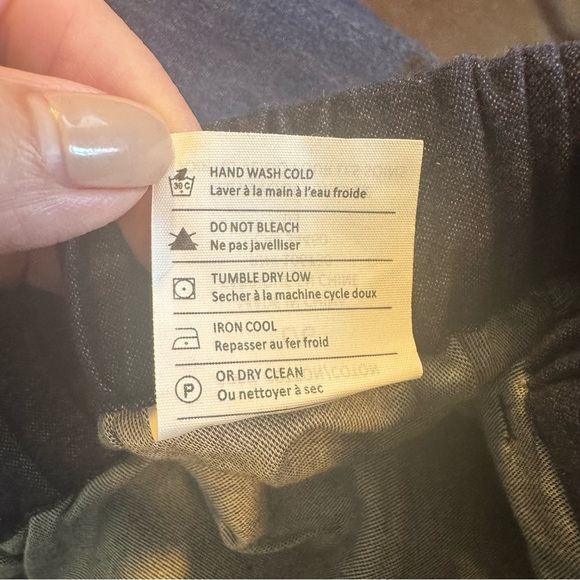 30 C
HAND WASH COLD
Laver à la main à l'eau froide
DO NOT BLEACH
Ne pas javelliser
TUMBLE DRY LOW
Secher à la machine cycle doux
IRON COOL
Repasser au fer froid
P
OR DRY CLEAN
Ou nettoyer à sec